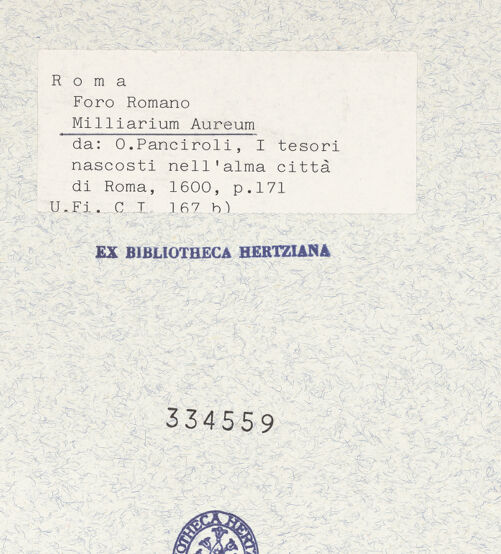 R o m a
Foro Romano
Milliarium Aureum
da: O.Panciroli, I tesori
nascosti nell'alma città
di Roma, 1600, p.171
U.Fi. C I 167 b)
EX BIBLIOTHECA HERTZIANA
334559